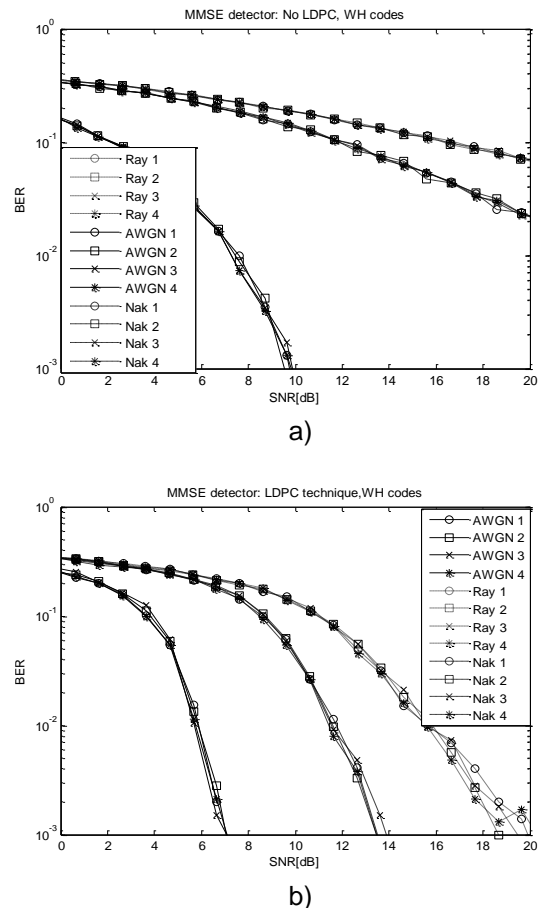 MMSE detector: No LDPC, WH codes
10^0
10^-1
10^-2
10^-3
BER
Ray 1
Ray 2
Ray 3
Ray 4
AWGN 1
AWGN 2
AWGN 3
AWGN 4
Nak 1
Nak 2
Nak 3
Nak 4
0 2 4 6 8 10 12 14 16 18 20
SNR[dB]
a)
MMSE detector: LDPC technique,WH codes
10^0
10^-1
10^-2
10^-3
BER
AWGN 1
AWGN 2
AWGN 3
AWGN 4
Ray 1
Ray 2
Ray 3
Ray 4
Nak 1
Nak 2
Nak 3
Nak 4
0 2 4 6 8 10 12 14 16 18 20
SNR[dB]
b)